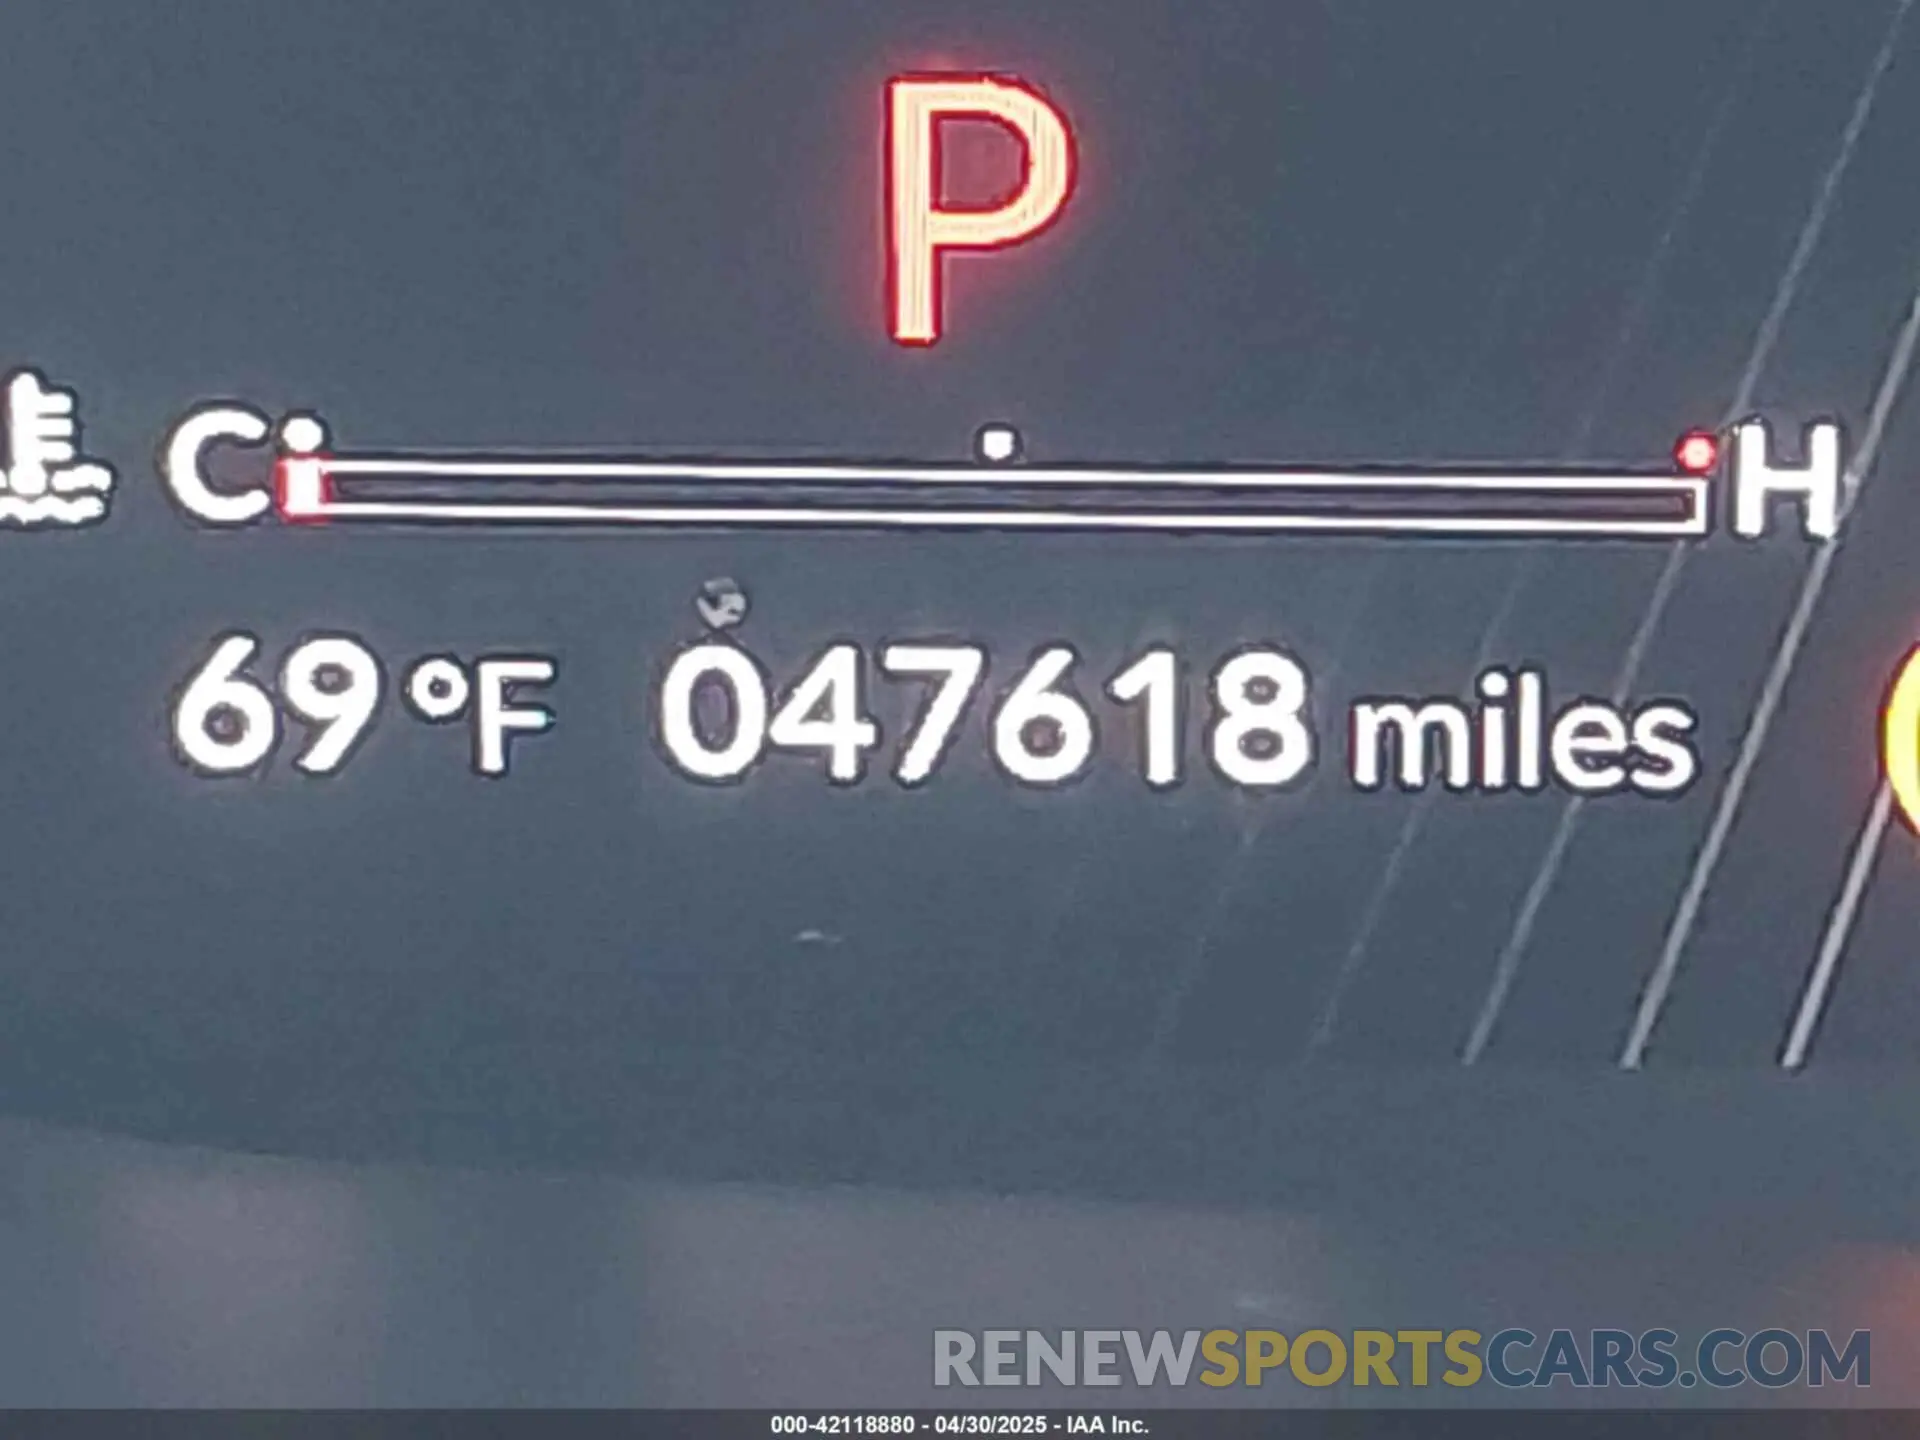 P
C H
69 °F 047618 miles
RENEWSPORTSCARS.COM
000-42118880 - 04/30/2025 - IAA Inc.